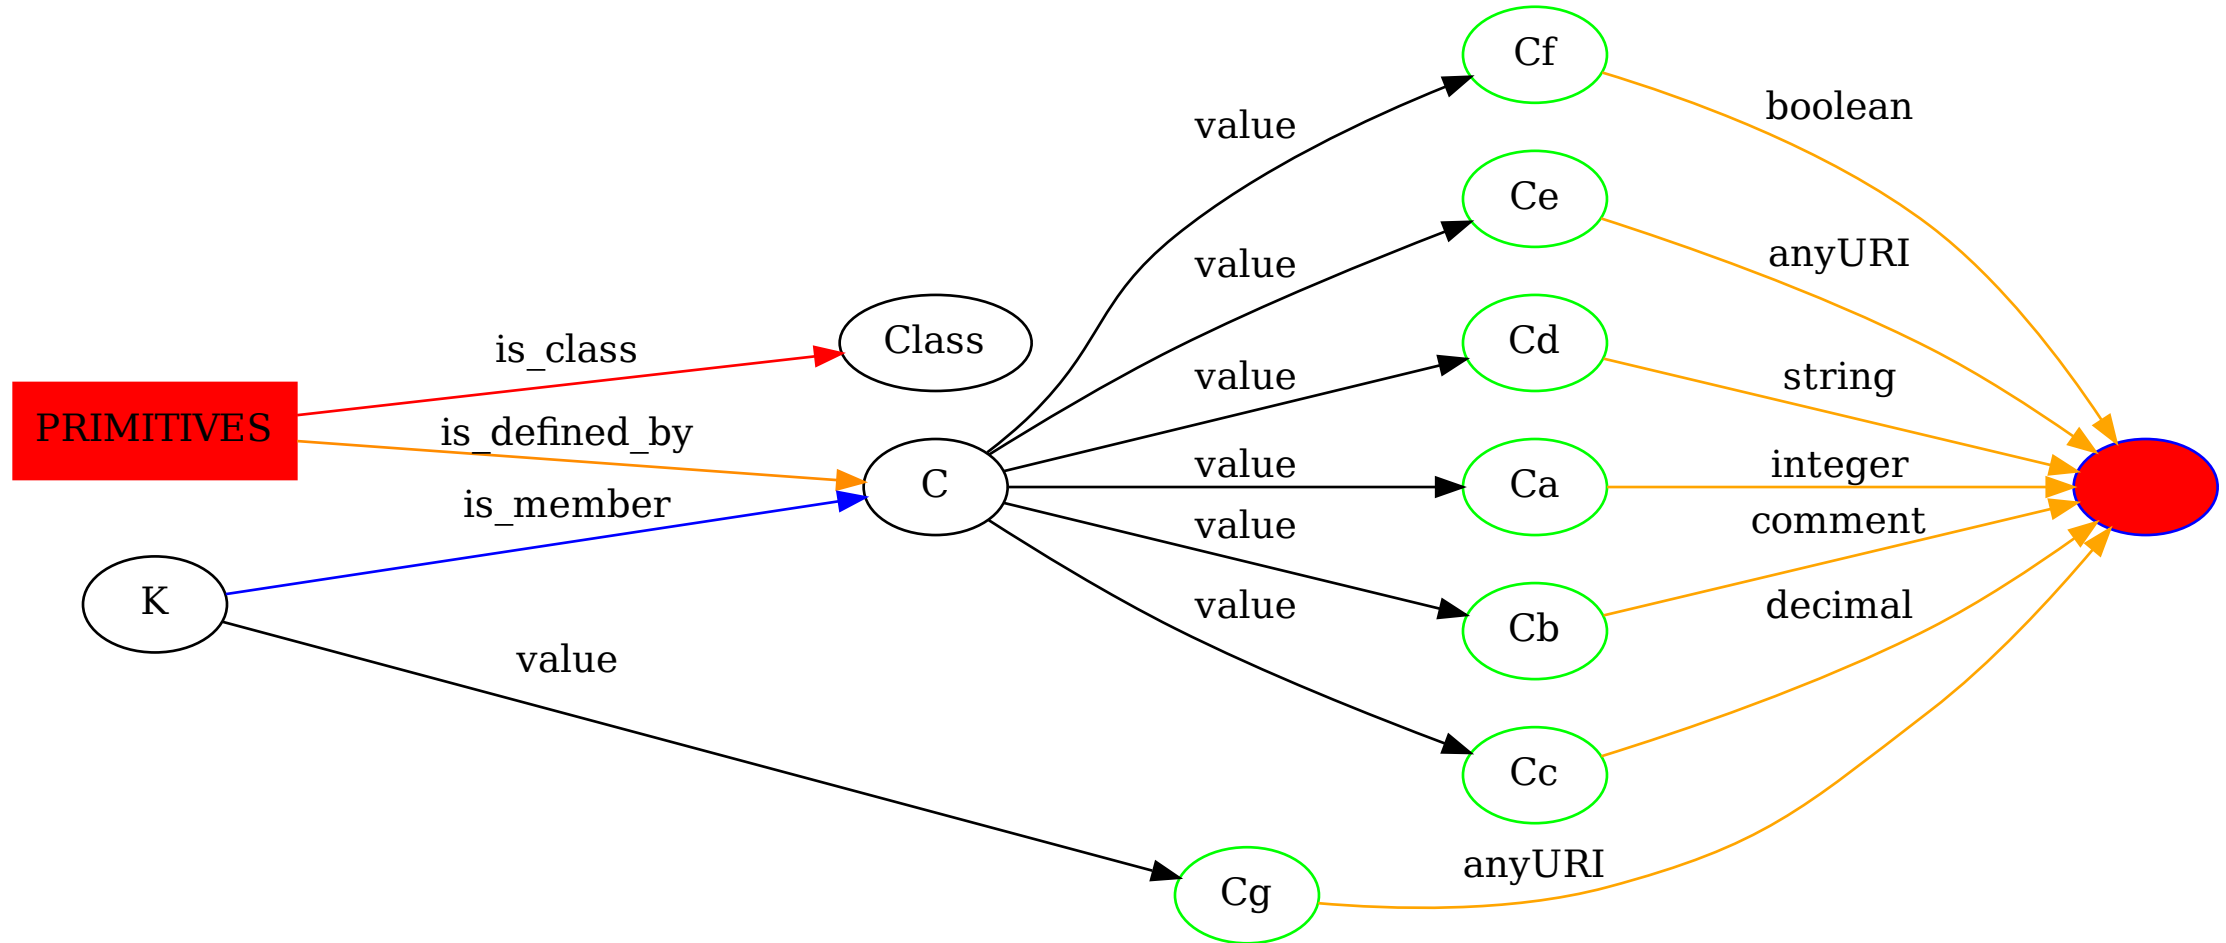 Cf
boolean
value
Ce
anyURI
value
Class
Cd
is_class
string
value
PRIMITIVES
is_defined_by
C
value
Ca
integer
is_member
value
comment
K
value
Cb
decimal
value
Cc
anyURI
Cg